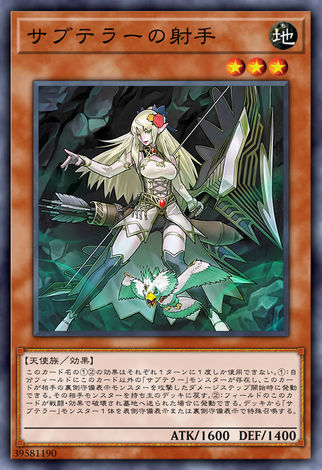 サブテラーの射手
地
ち
【天使族/効果】
このカード名の①②の効果はそれぞれ1ターンに1度しか使用できない。①:自
分フィールドにこのカード以外の「サブテラー」モンスターが存在し、このカー
ドが相手の裏側守備表示モンスターを攻撃したダメージステップ開始時に発動
できる。その相手モンスターを持ち主のデッキに戻す。②:フィールドのこのカー
ドが戦闘・効果で破壊され墓地へ送られた場合に発動できる。デッキから「サ
ブテラー」モンスター1体を表側守備表示または裏側守備表示で特殊召喚する。
ATK/1600 DEF/1400
39581190